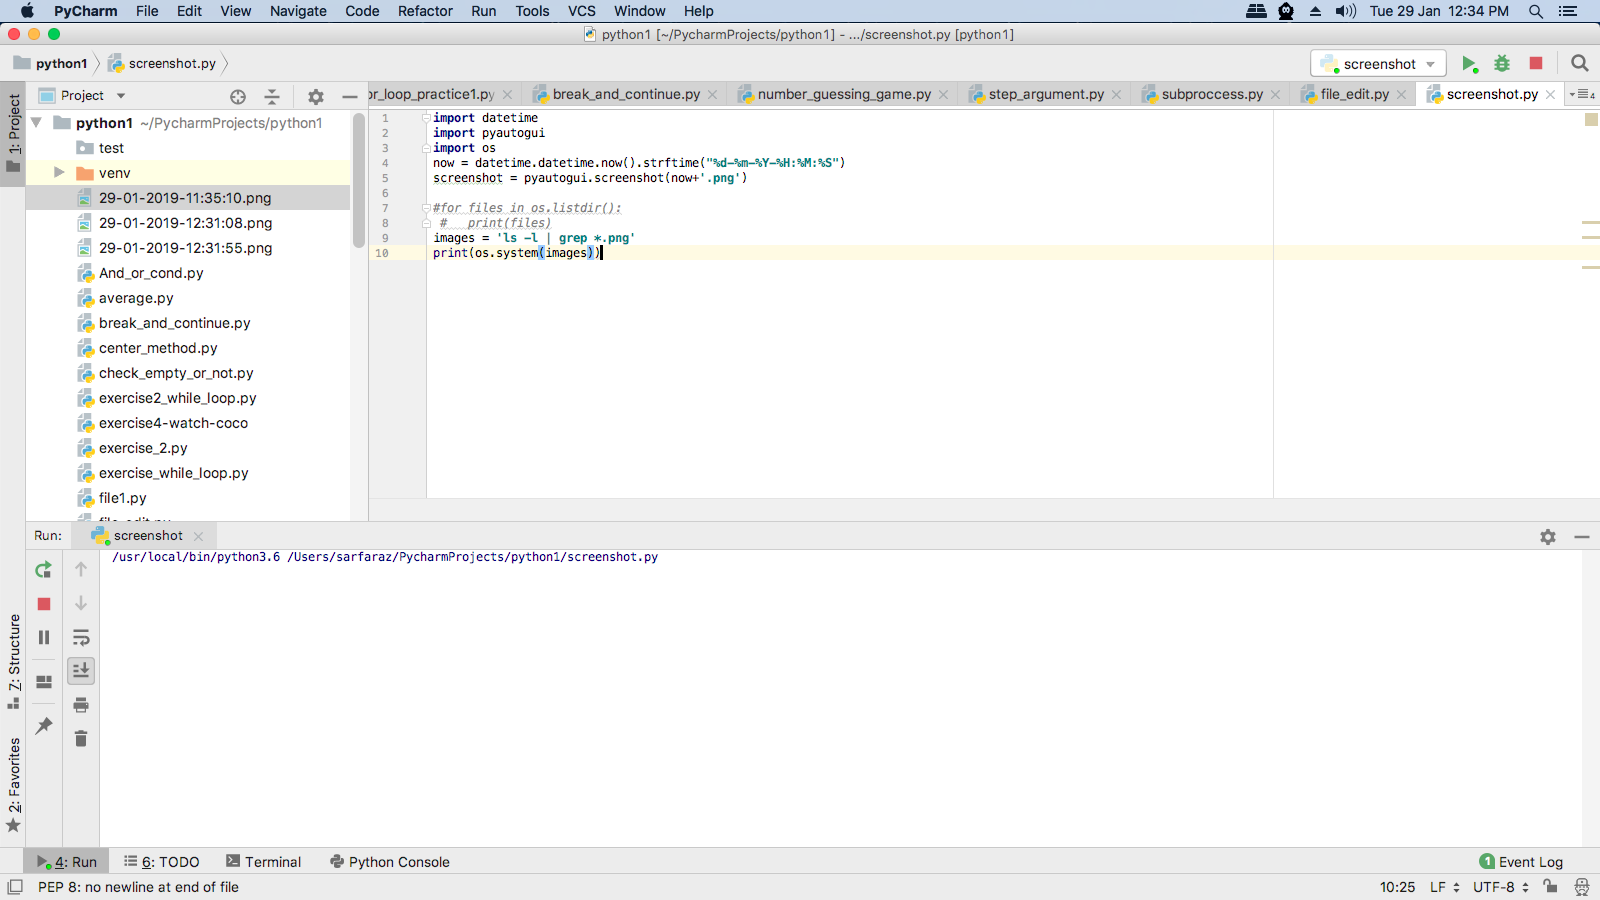 PyCharm File Edit View Navigate Code Refactor Run Tools VCS Window Help Tue 29 Jan 12:34 PM
python1 [~/PycharmProjects/python1] - .../screenshot.py [python1]
python1 screenshot.py screenshot
Project
or_loop_practice1.py break_and_continue.py number_guessing_game.py step_argument.py subproccess.py file_edit.py screenshot.py 4
1: Project
python1 ~/PycharmProjects/python1
test
venv
29-01-2019-11:35:10.png
29-01-2019-12:31:08.png
29-01-2019-12:31:55.png
And_or_cond.py
average.py
break_and_continue.py
center_method.py
check_empty_or_not.py
exercise2_while_loop.py
exercise4-watch-coco
exercise_2.py
exercise_while_loop.py
file1.py
file_edit.py
1 import datetime
2 import pyautogui
3 import os
4 now = datetime.datetime.now().strftime("%d-%m-%Y-%H:%M:%S")
5 screenshot = pyautogui.screenshot(now+'.png')
6
7 #for files in os.listdir():
8 # print(files)
9 images = 'ls -l | grep *.png'
10 print(os.system(images))
Run: screenshot
/usr/local/bin/python3.6 /Users/sarfaraz/PycharmProjects/python1/screenshot.py
7: Structure
2: Favorites
4: Run 6: TODO Terminal Python Console 1 Event Log
PEP 8: no newline at end of file 10:25 LF UTF-8